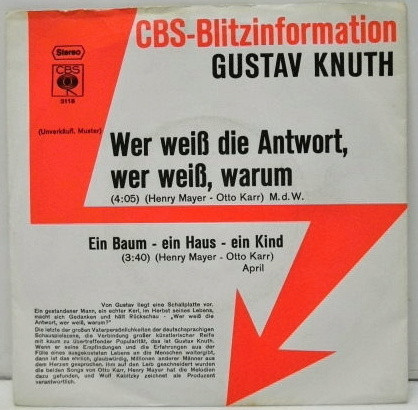 CBS-Blitzinformation
GUSTAV KNUTH
Stereo
CBS
3118
(Unverkäufl. Muster)
Wer weiß die Antwort,
wer weiß, warum
(4:05) (Henry Mayer - Otto Karr) M.d.W.
Ein Baum - ein Haus - ein Kind
(3:40) (Henry Mayer - Otto Karr)
April
Von Gustav liegt eine Schallplatte vor.
Ein gestandener Mann, ein echter Kerl, im Herbst seines Lebens,
macht sich Gedanken und hält Rückschau - „Wer weiß die
Antwort, wer weiß, warum?"
Die letzte der großen Vaterpersönlichkeiten der deutschsprachigen
Schauspielszene, die Verbindung großer künstlerischer Reife
mit kaum zu übertreffender Popularität, das ist Gustav Knuth.
Wenn er seine Empfindungen und die Erfahrungen aus der
Fülle eines ausgekosteten Lebens an die Menschen weitergibt,
dann ist das ehrlich, glaubwürdig, Millionen anderer Männer aus
dem Herzen gesprochen. Ihm auf den Leib geschneidert wurden
die beiden Songs von Otto Karr, Henry Mayer hat die Melodien
dazu gefunden, und Wolf Kabitzky zeichnet als Produzent
verantwortlich.